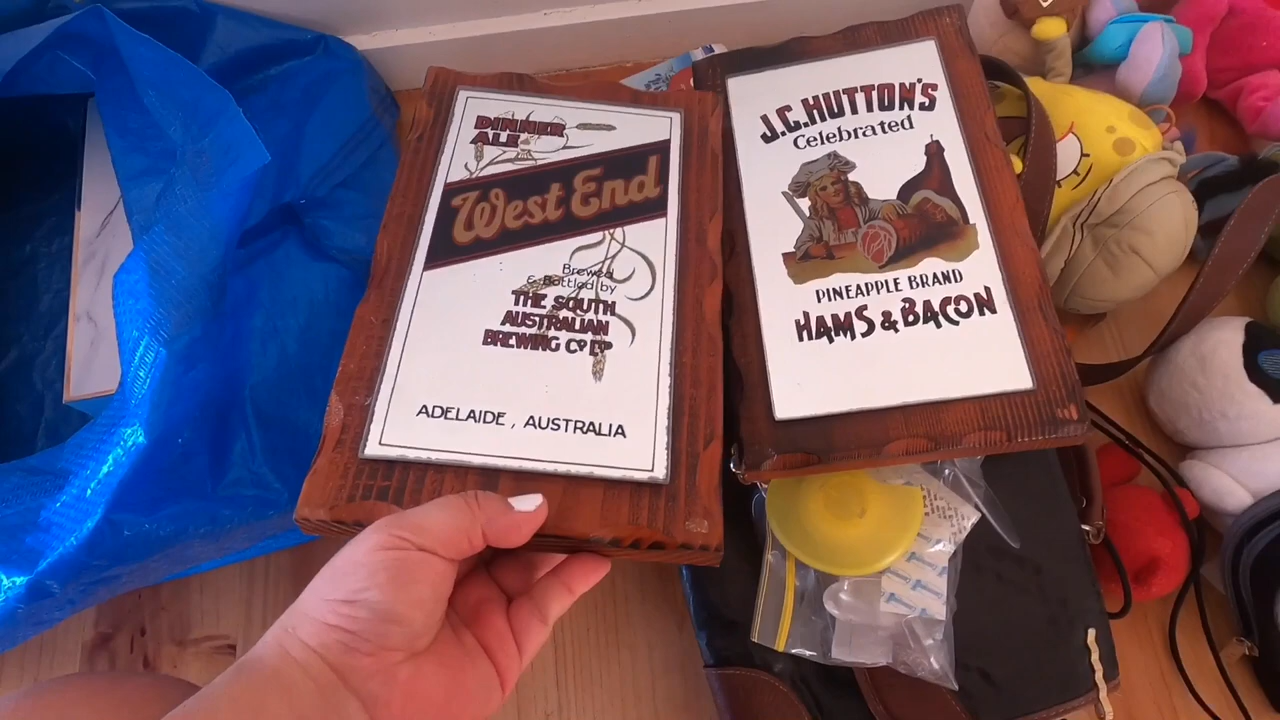 DINNER
ALE
West End
Brewed
& Bottled by
THE SOUTH
AUSTRALIAN
BREWING Cº Lᴰ
ADELAIDE, AUSTRALIA
J.C. HUTTON'S
Celebrated
PINEAPPLE BRAND
HAMS & BACON